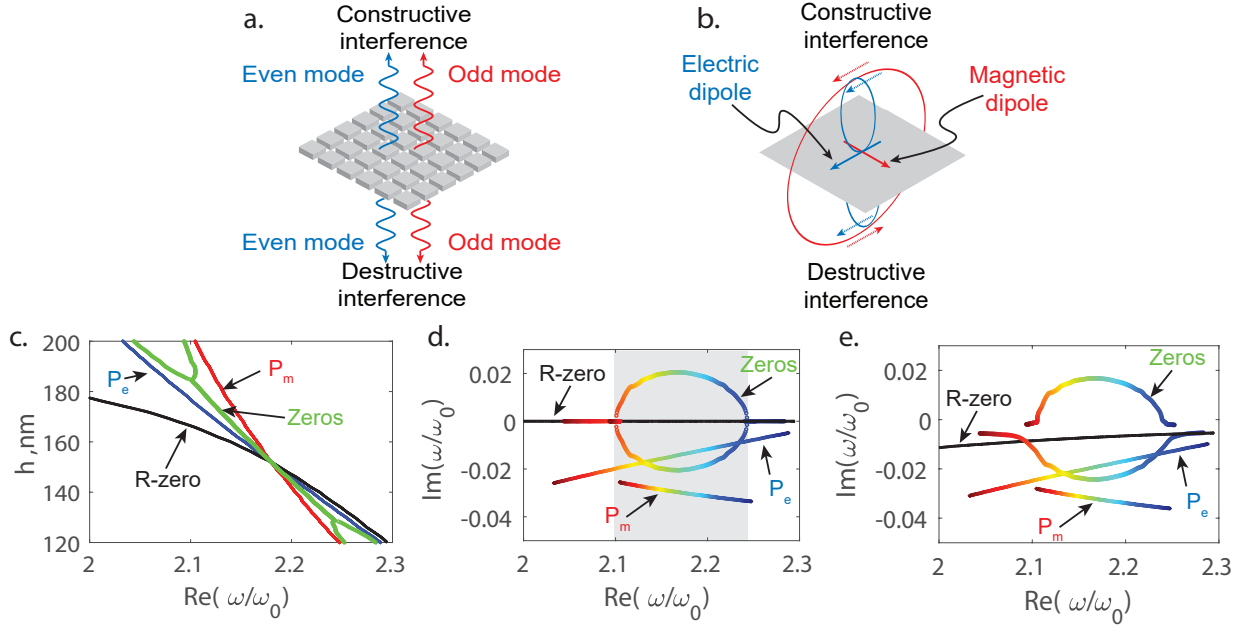 a.
Constructive
interference
Even mode
Odd mode
Even mode
Odd mode
Destructive
interference
b.
Constructive
interference
Electric
dipole
Magnetic
dipole
Destructive
interference
c.
200
180
160
140
120
h ,nm
Pe
Pm
Zeros
R-zero
2
2.1
2.2
2.3
Re( ω/ω0)
d.
0.02
0
-0.02
-0.04
Im(ω/ω0)
R-zero
Zeros
Pe
Pm
2
2.1
2.2
2.3
Re( ω/ω0)
e.
0.02
0
-0.02
-0.04
Im(ω/ω0)
Zeros
R-zero
Pe
Pm
2
2.1
2.2
2.3
Re( ω/ω0)